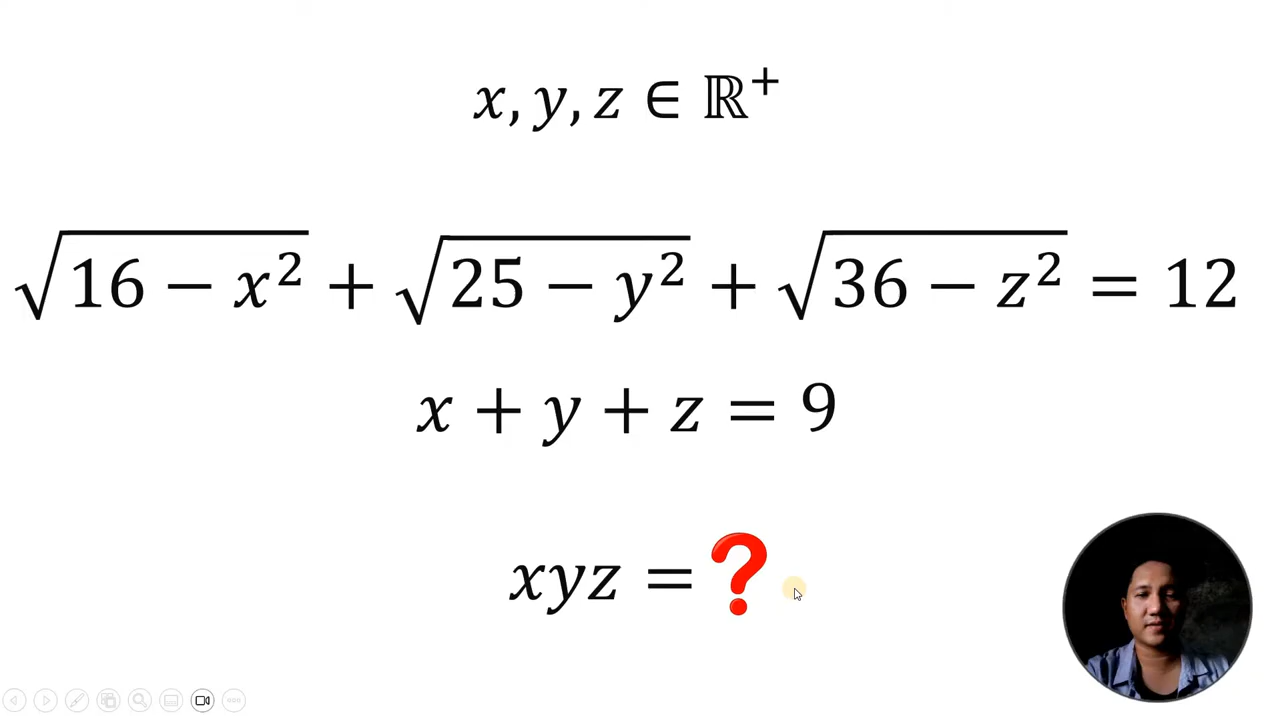 x, y, z ∈ ℝ⁺
√(16 − x²) + √(25 − y²) + √(36 − z²) = 12
x + y + z = 9
xyz = ❓